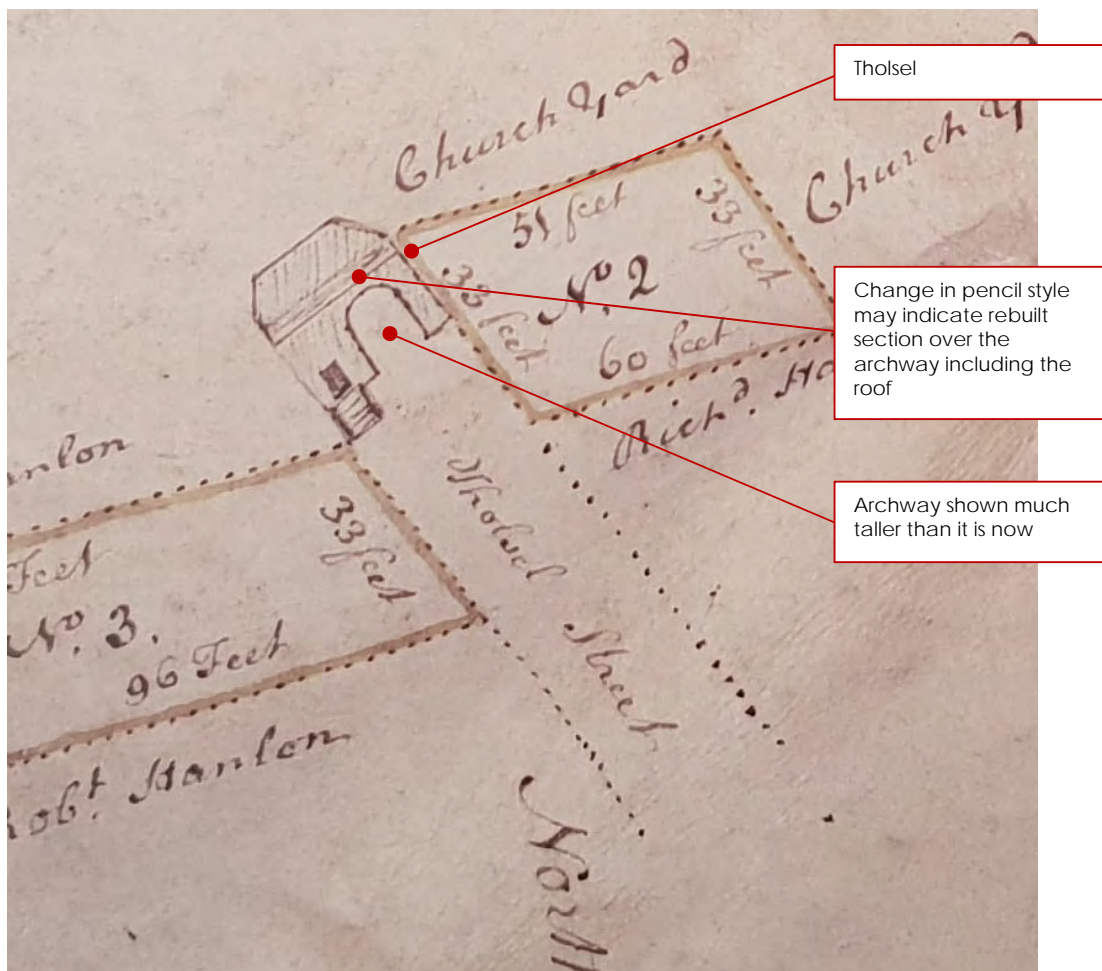 Church Yard
Church Y
Tholsel
51 feet
33 feet
33 feet
No. 2
60 feet
Richd. Ha
Change in pencil style
may indicate rebuilt
section over the
archway including the
roof
Archway shown much
taller than it is now
anlon
Tholsel Street
33 feet
Feet
No. 3.
96 Feet
Robt. Hanlon
North